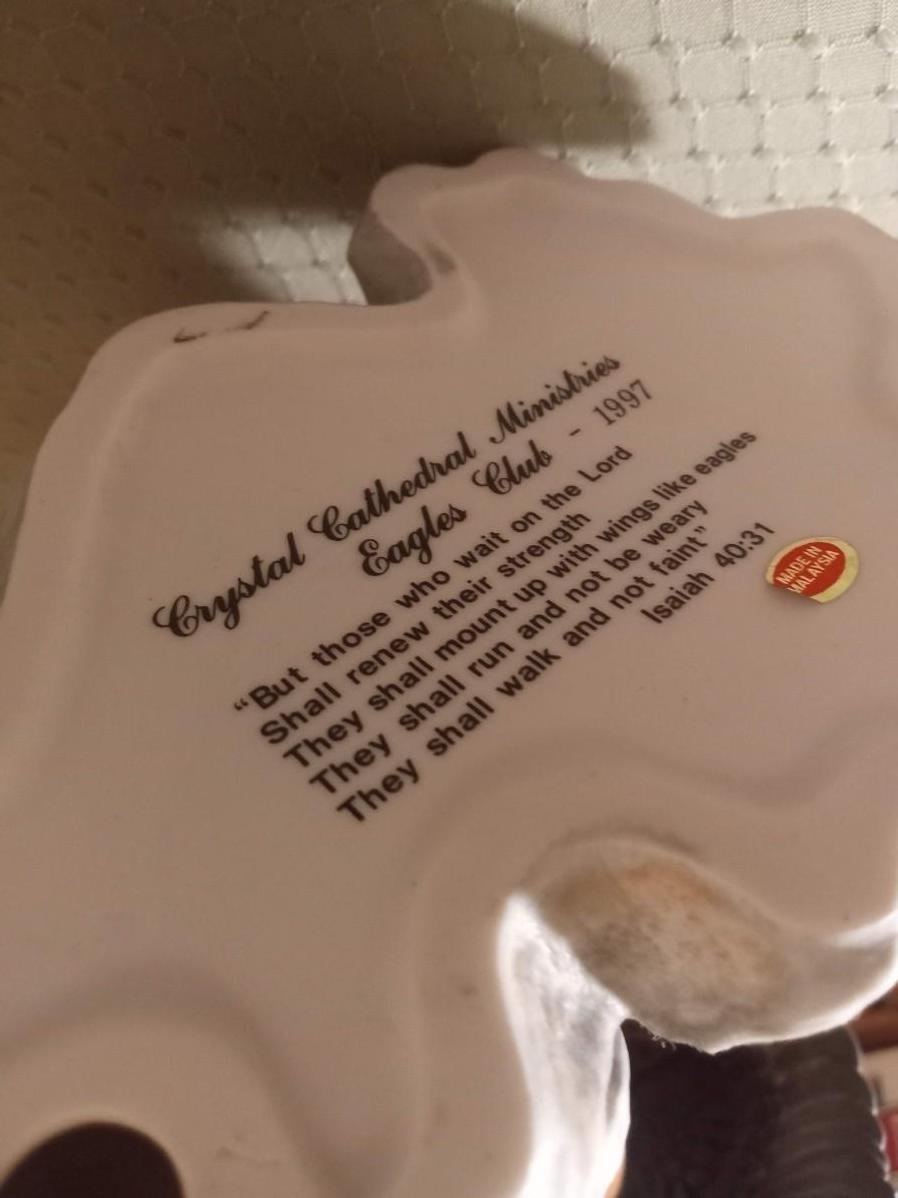 Crystal Cathedral Ministries
Eagles Club - 1997
“But those who wait on the Lord
Shall renew their strength
They shall mount up with wings like eagles
They shall run and not be weary
They shall walk and not faint”
Isaiah 40:31
MADE IN
MALAYSIA